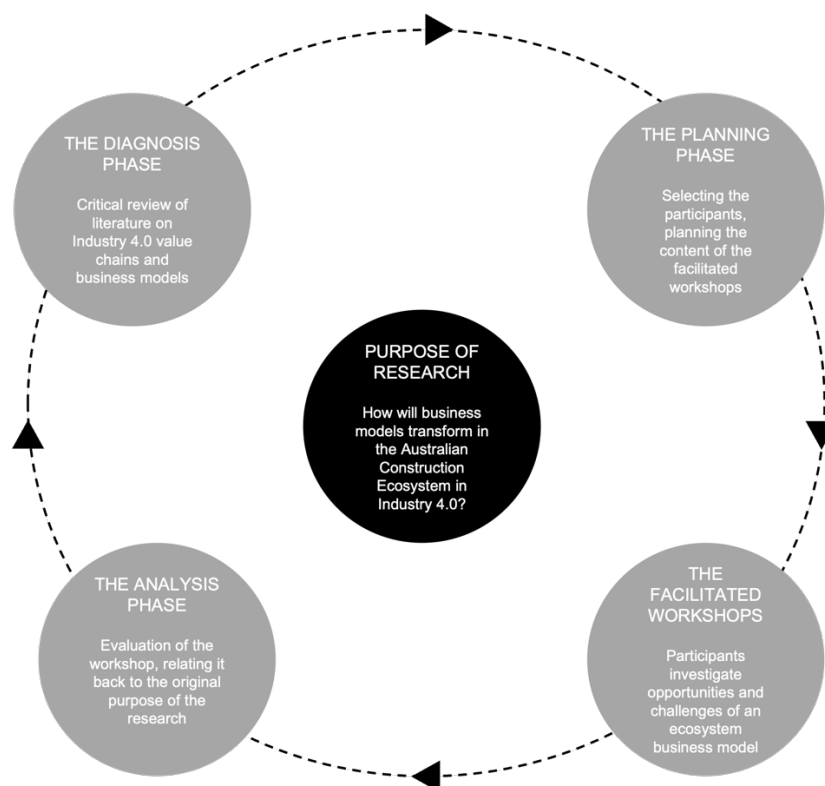 THE DIAGNOSIS
PHASE
Critical review of
literature on
Industry 4.0 value
chains and
business models
THE PLANNING
PHASE
Selecting the
participants,
planning the
content of the
facilitated
workshops
PURPOSE OF
RESEARCH
How will business
models transform in
the Australian
Construction
Ecosystem in
Industry 4.0?
THE ANALYSIS
PHASE
Evaluation of the
workshop, relating it
back to the original
purpose of the
research
THE
FACILITATED
WORKSHOPS
Participants
investigate
opportunities and
challenges of an
ecosystem
business model